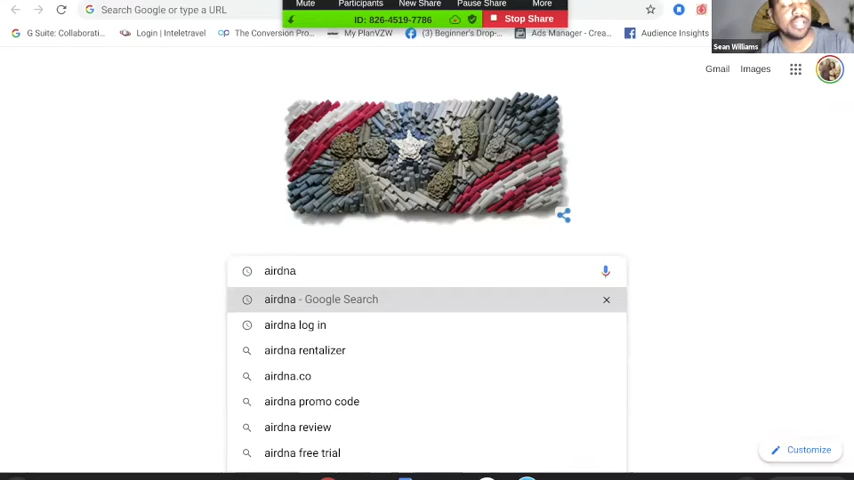 Mute Participants New Share Pause Share More
Search Google or type a URL
ID: 826-4519-7786 Stop Share
G Suite: Collaborati... Login | Inteletravel The Conversion Pro... My PlanVZW (3) Beginner's Drop-... Ads Manager - Crea... Audience Insights
Sean Williams
Gmail Images
airdna
airdna - Google Search
airdna log in
airdna rentalizer
airdna.co
airdna promo code
airdna review
airdna free trial
Customize